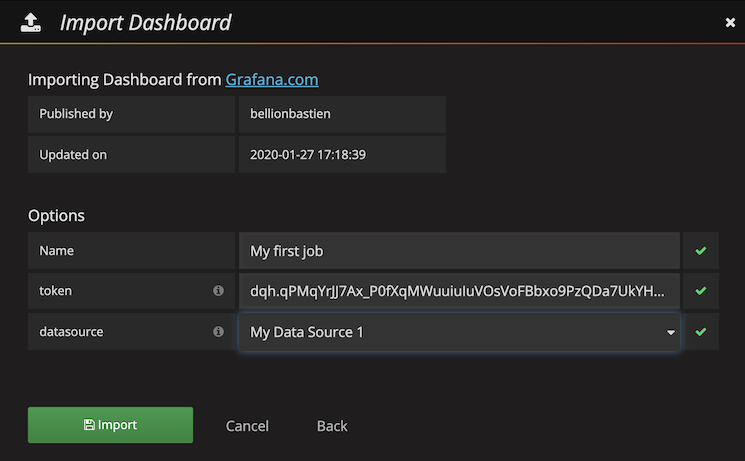 Import Dashboard
Importing Dashboard from Grafana.com
Published by bellionbastien
Updated on 2020-01-27 17:18:39
Options
Name My first job
token dqh.qPMqYrJJ7Ax_P0fXqMWuuiuIuVOsVoFBbxo9PzQDa7UkYH...
datasource My Data Source 1
Import Cancel Back